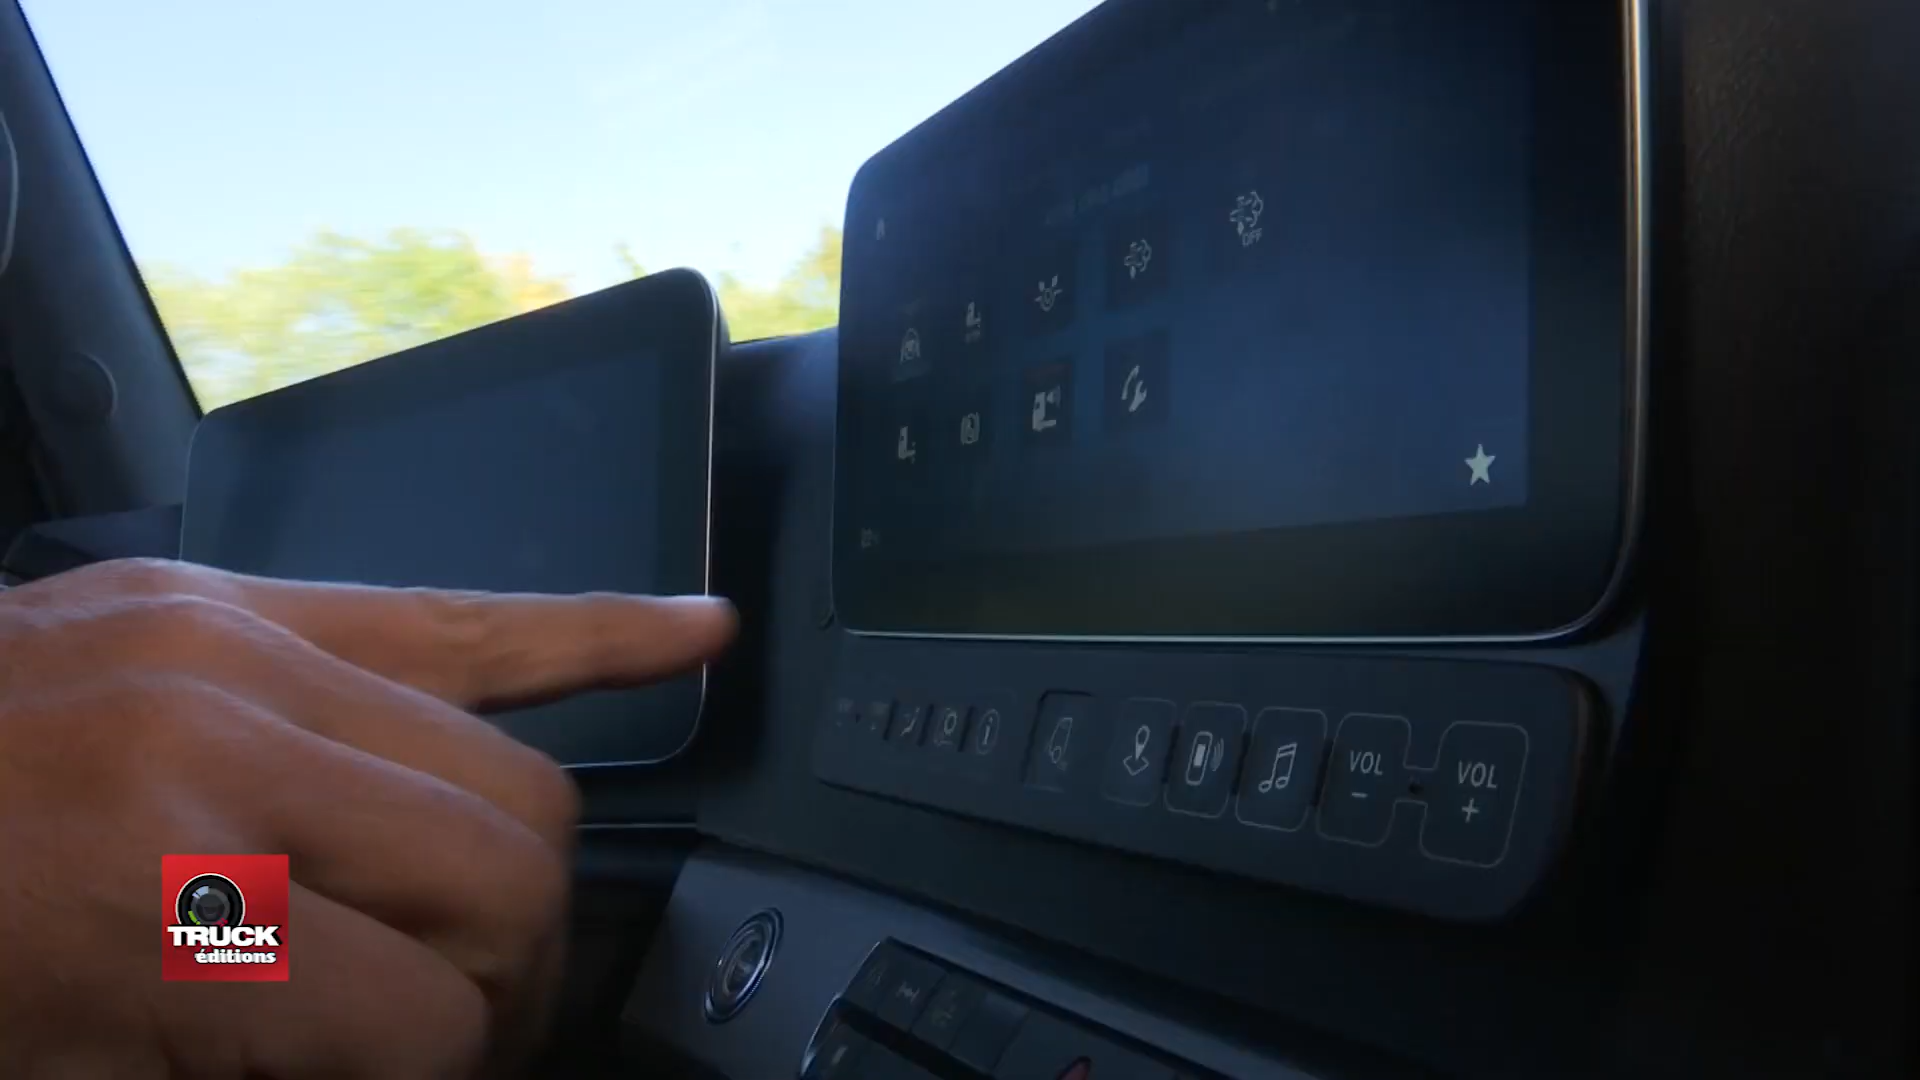 OFF
VOL
−
VOL
+
TRUCK
éditions